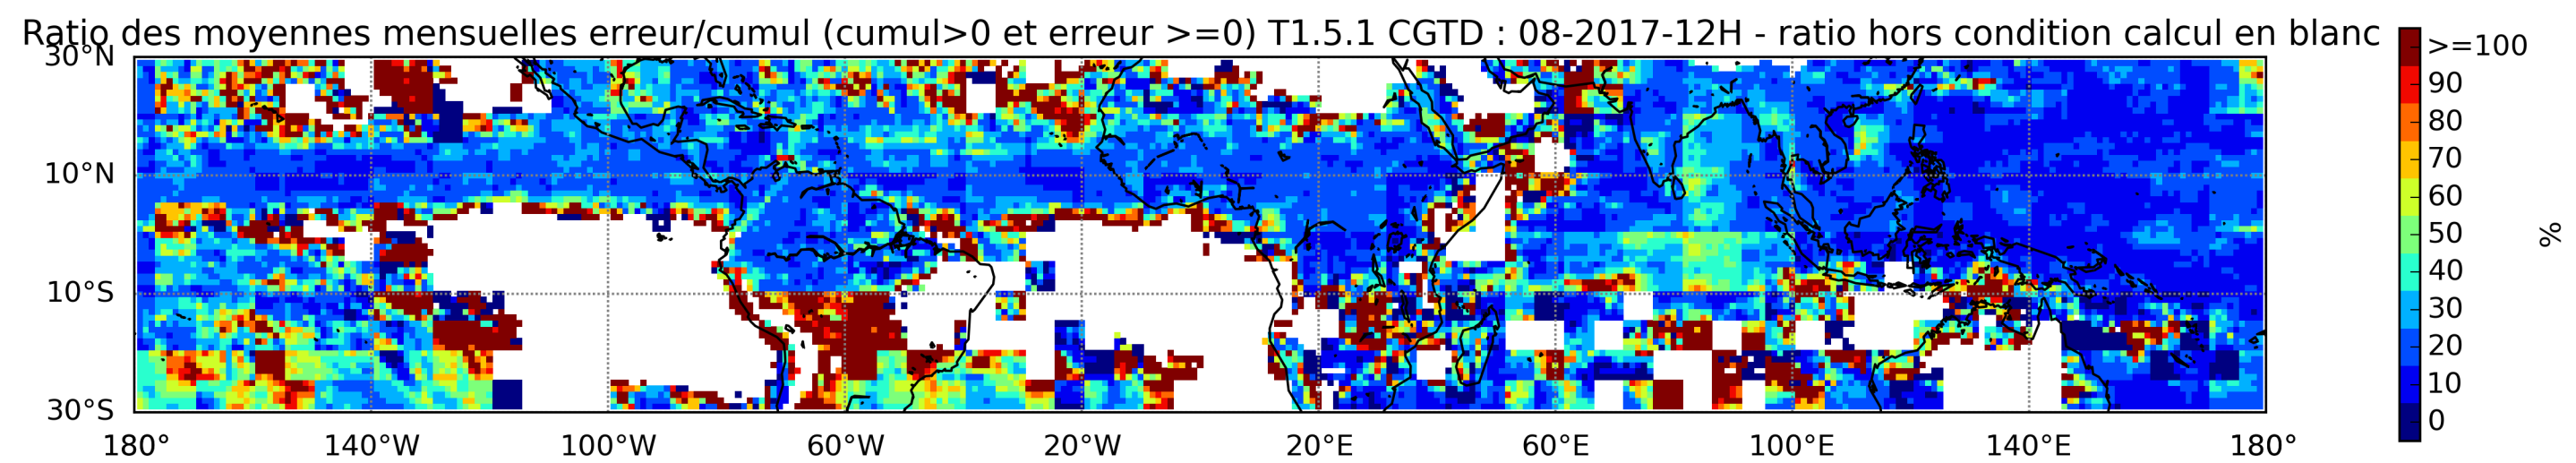 Ratio des moyennes mensuelles erreur/cumul (cumul>0 et erreur >=0) T1.5.1 CGTD : 08-2017-12H - ratio hors condition calcul en blanc
30°N
10°N
10°S
30°S
180° 140°W 100°W 60°W 20°W 20°E 60°E 100°E 140°E 180°
>=100
90
80
70
60
50
40
30
20
10
0
%